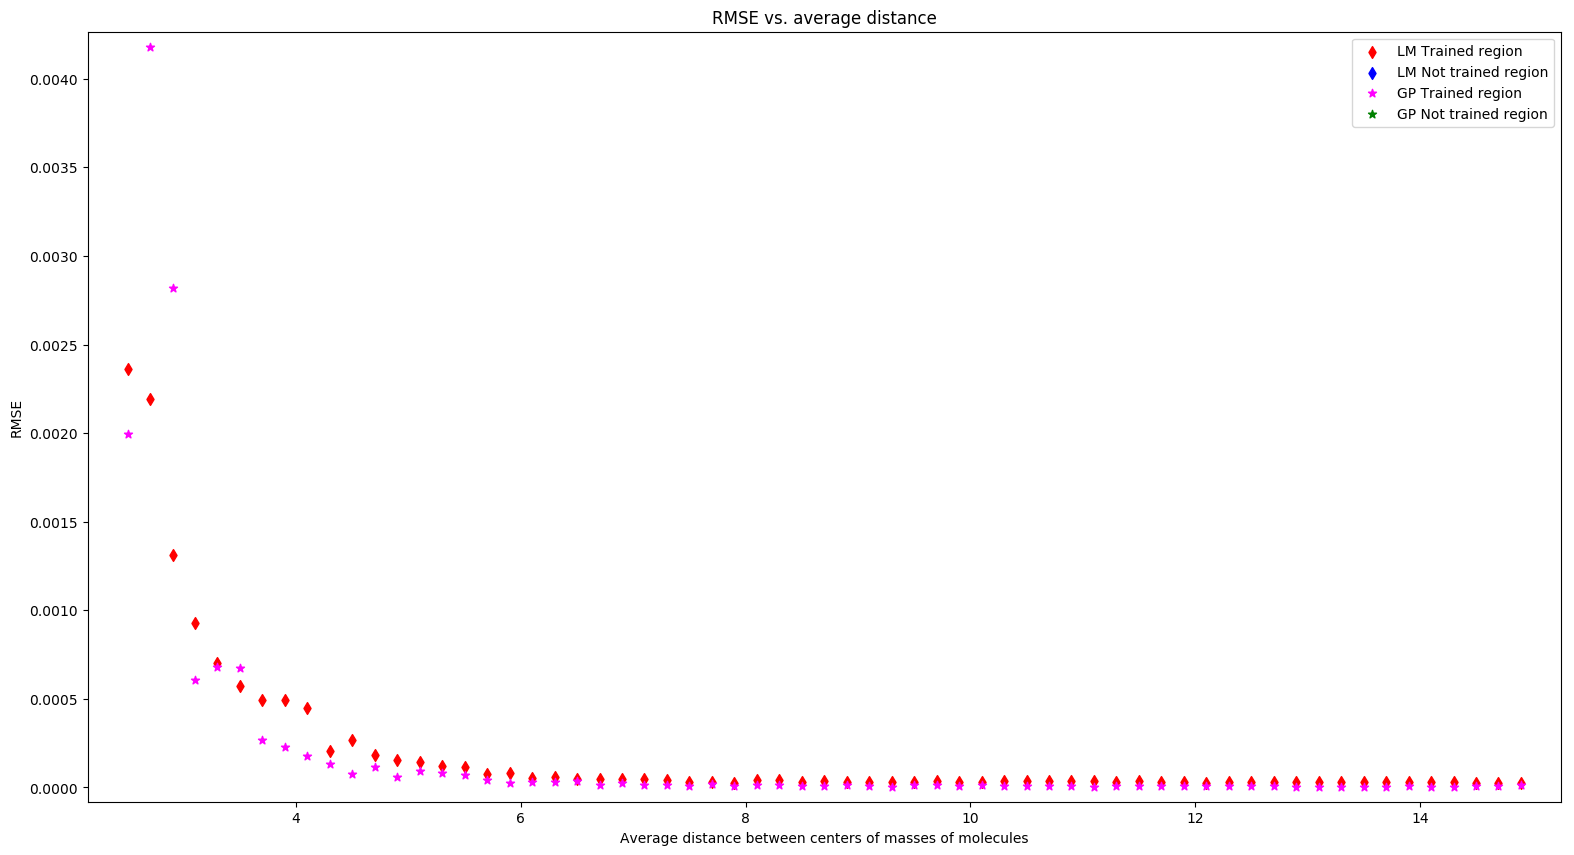 RMSE vs. average distance
LM Trained region
LM Not trained region
GP Trained region
GP Not trained region
0.0040
0.0035
0.0030
0.0025
0.0020
0.0015
0.0010
0.0005
0.0000
RMSE
4
6
8
10
12
14
Average distance between centers of masses of molecules